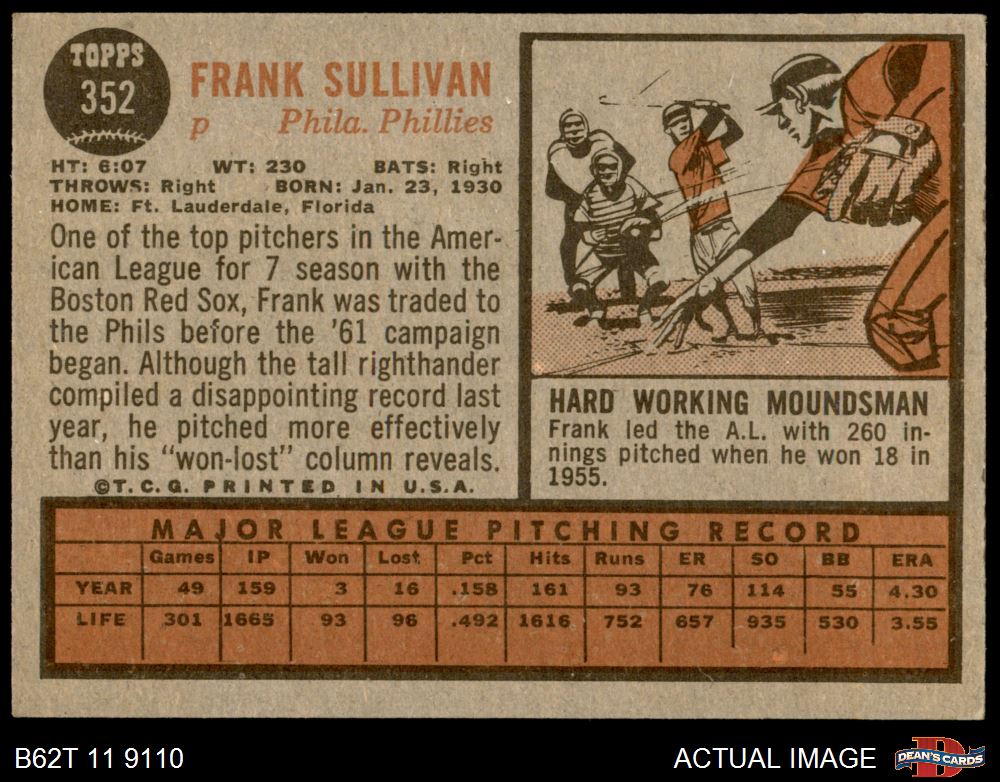 TOPPS
352
FRANK SULLIVAN
p Phila. Phillies
HT: 6:07 WT: 230 BATS: Right
THROWS: Right BORN: Jan. 23, 1930
HOME: Ft. Lauderdale, Florida
One of the top pitchers in the Amer-
ican League for 7 season with the
Boston Red Sox, Frank was traded to
the Phils before the '61 campaign
began. Although the tall righthander
compiled a disappointing record last
year, he pitched more effectively
than his "won-lost" column reveals.
©T.C.G. PRINTED IN U.S.A.
HARD WORKING MOUNDSMAN
Frank led the A.L. with 260 in-
nings pitched when he won 18 in
1955.
MAJOR LEAGUE PITCHING RECORD
Games IP Won Lost Pct Hits Runs ER SO BB ERA
YEAR 49 159 3 16 .158 161 93 76 114 55 4.30
LIFE 301 1665 93 96 .492 1616 752 657 935 530 3.55
B62T 11 9110 ACTUAL IMAGE
D
DEAN'S CARDS